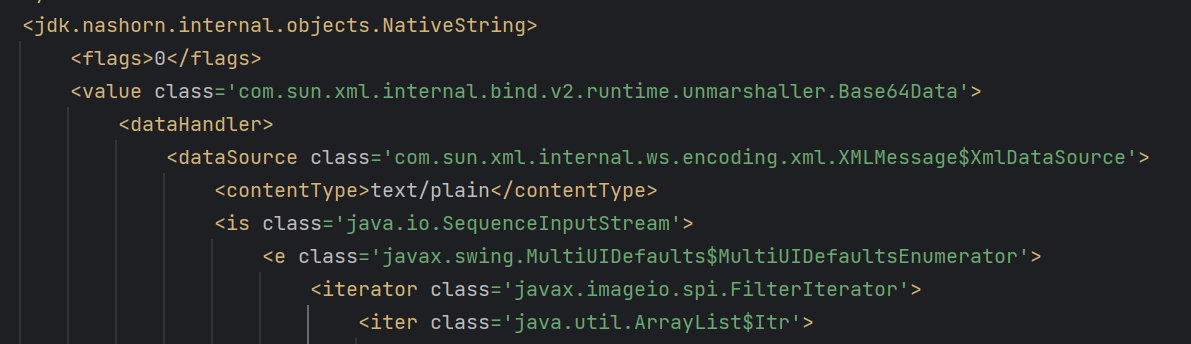 <jdk.nashorn.internal.objects.NativeString>
<flags>0</flags>
<value class='com.sun.xml.internal.bind.v2.runtime.unmarshaller.Base64Data'>
<dataHandler>
<dataSource class='com.sun.xml.internal.ws.encoding.xml.XMLMessage$XmlDataSource'>
<contentType>text/plain</contentType>
<is class='java.io.SequenceInputStream'>
<e class='javax.swing.MultiUIDefaults$MultiUIDefaultsEnumerator'>
<iterator class='javax.imageio.spi.FilterIterator'>
<iter class='java.util.ArrayList$Itr'>